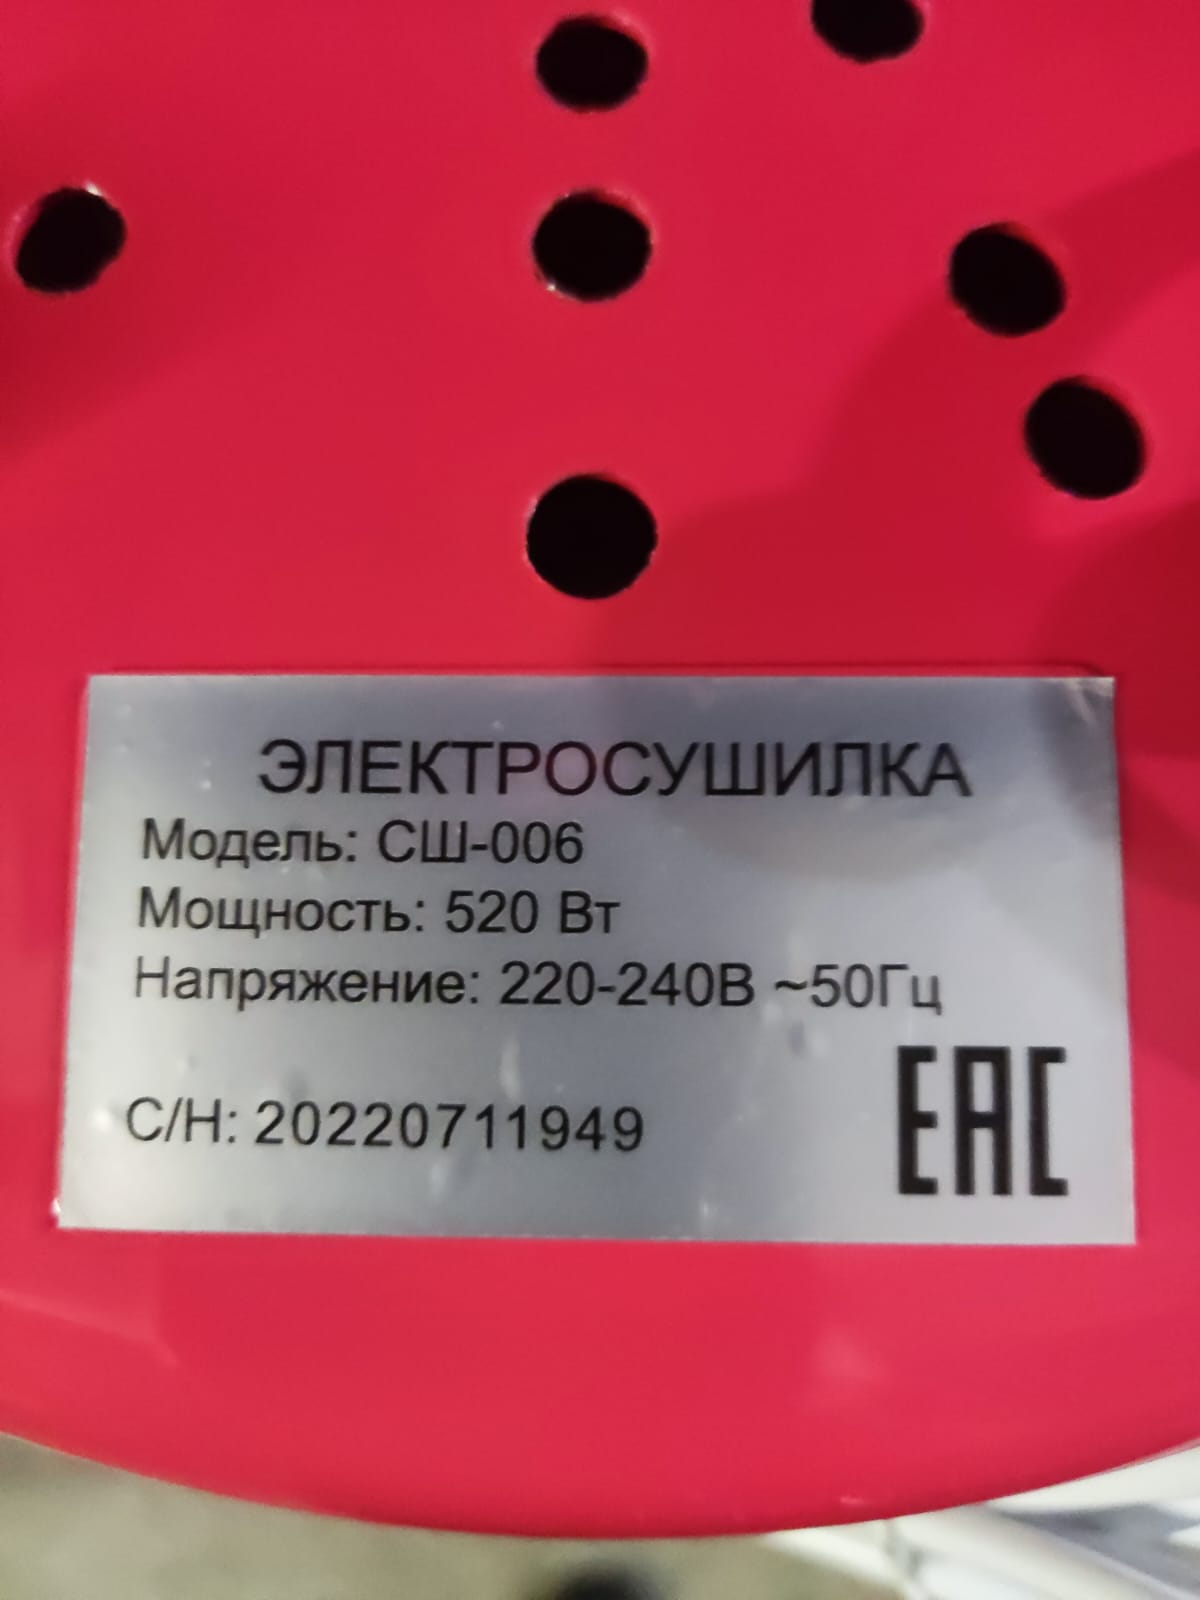 ЭЛЕКТРОСУШИЛКА
Модель: СШ-006
Мощность: 520 Вт
Напряжение: 220-240В ~50Гц
С/Н: 20220711949
EAC